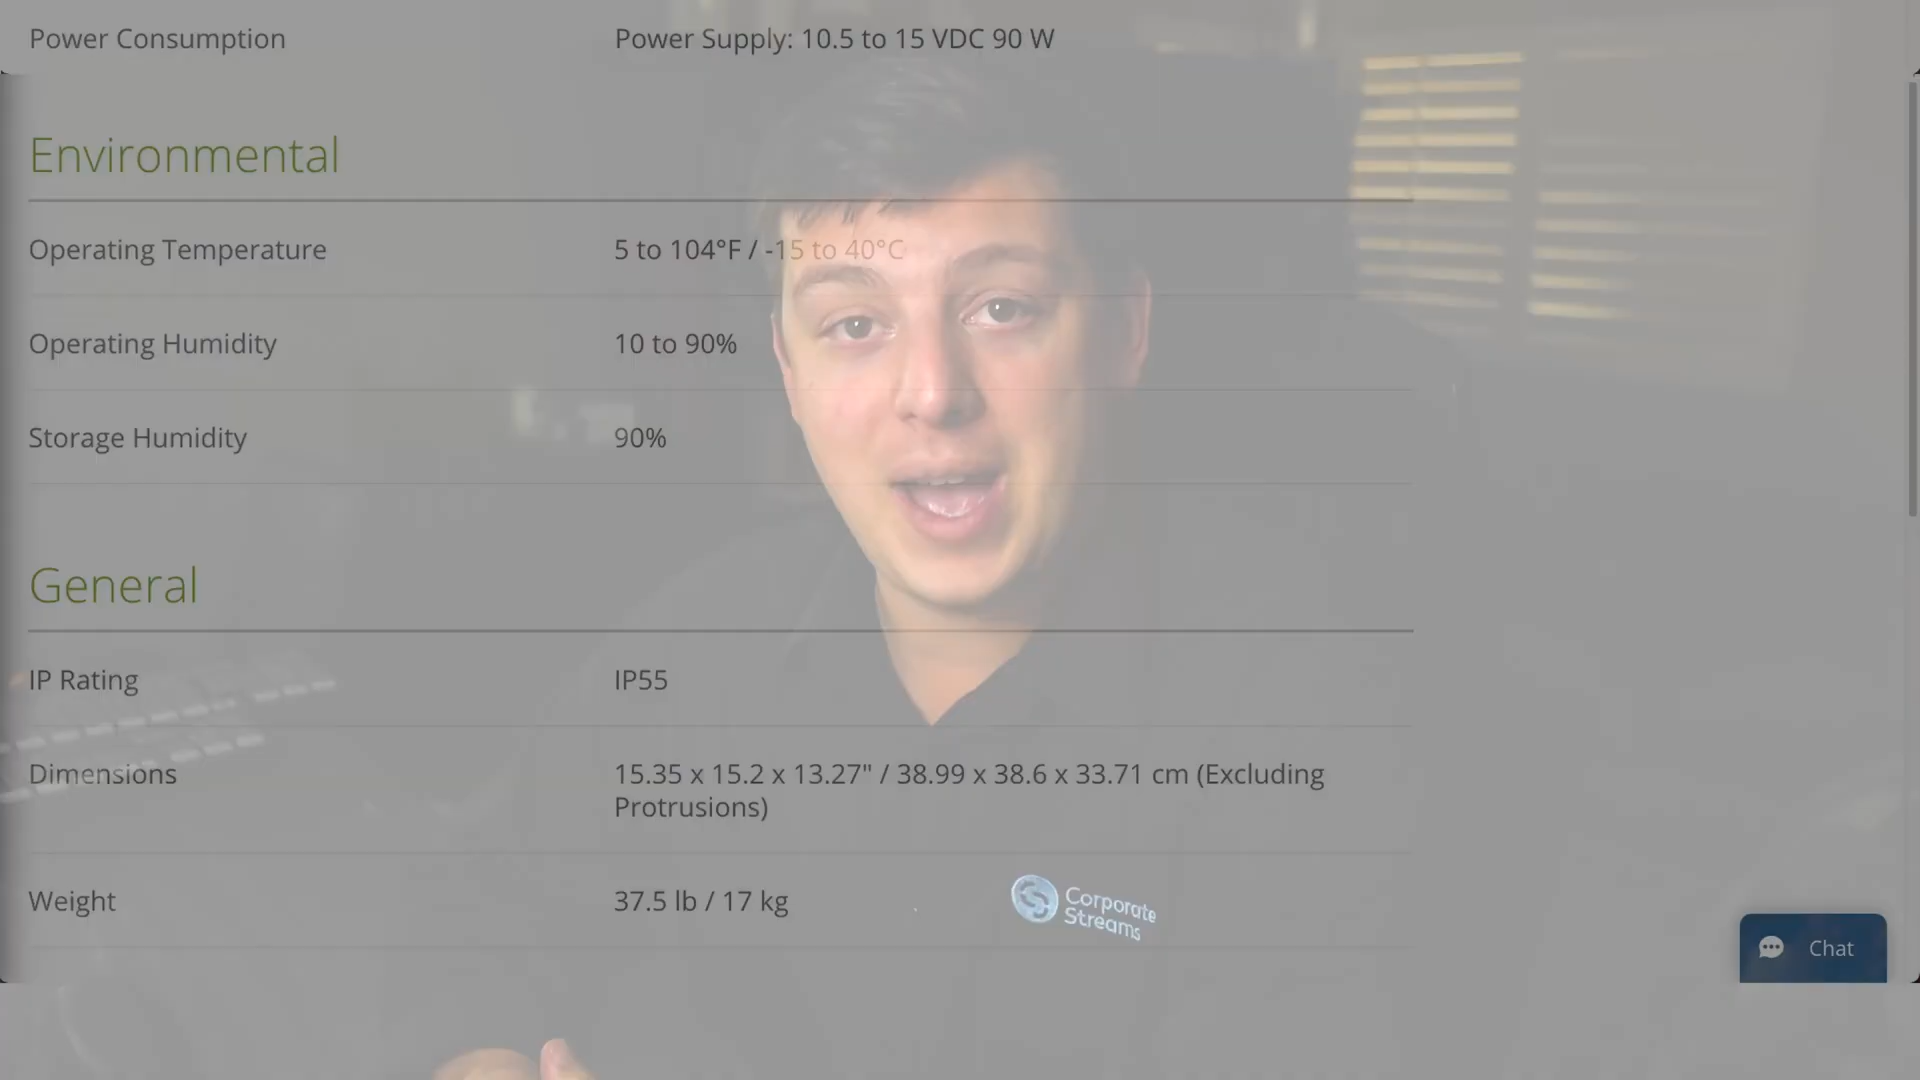 Power Consumption
Power Supply: 10.5 to 15 VDC 90 W
Environmental
Operating Temperature
5 to 104°F / -15 to 40°C
Operating Humidity
10 to 90%
Storage Humidity
90%
General
IP Rating
IP55
Dimensions
15.35 x 15.2 x 13.27" / 38.99 x 38.6 x 33.71 cm (Excluding
Protrusions)
Weight
37.5 lb / 17 kg
Corporate
Streams
Chat